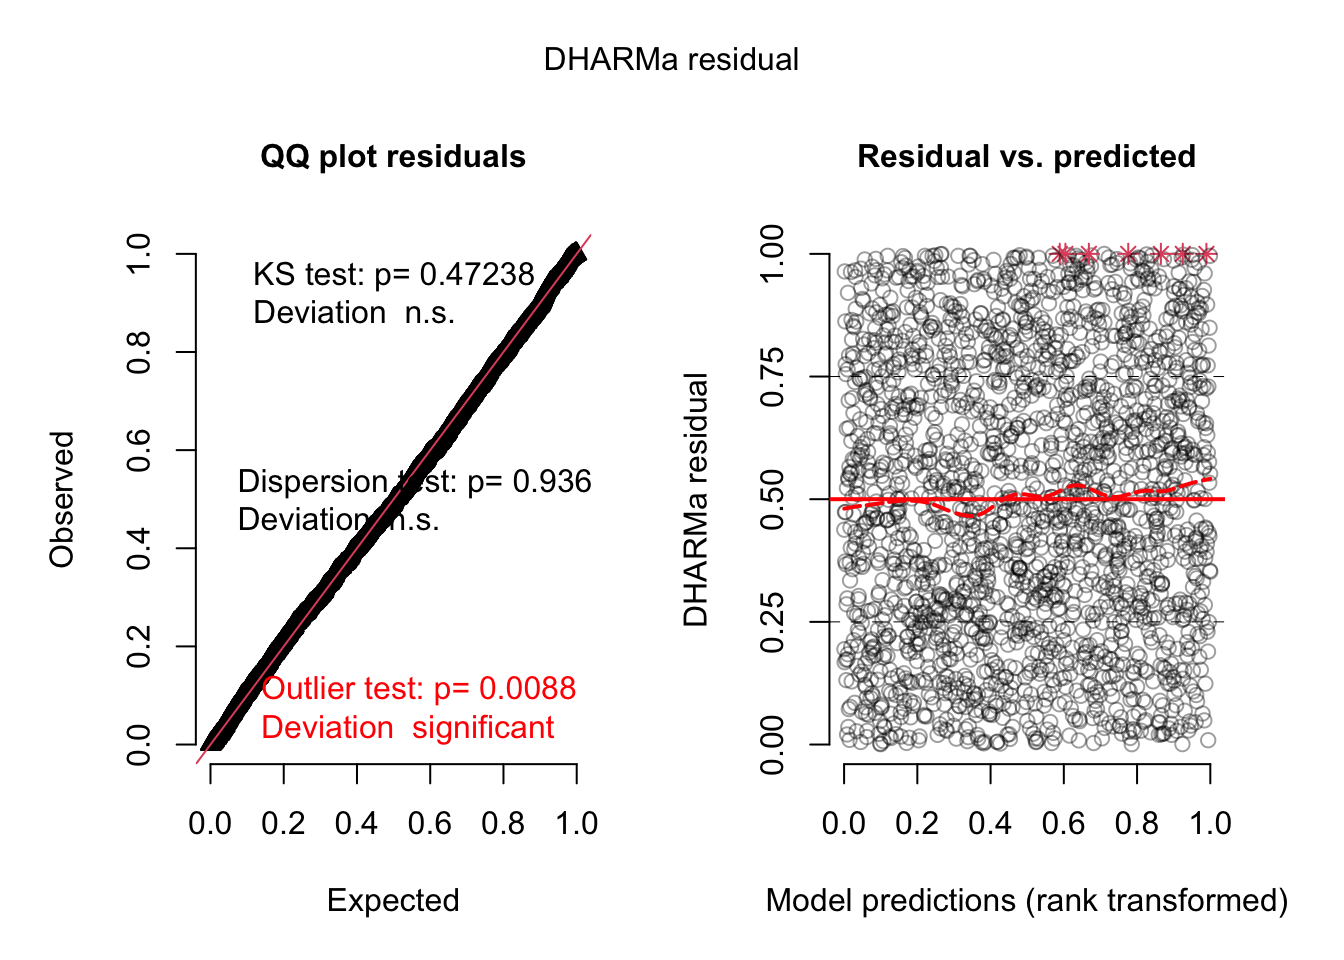 DHARMa residual
QQ plot residuals
KS test: p= 0.47238
Deviation  n.s.
Dispersion test: p= 0.936
Deviation  n.s.
Outlier test: p= 0.0088
Deviation  significant
Observed
1.0
0.8
0.6
0.4
0.2
0.0
0.0 0.2 0.4 0.6 0.8 1.0
Expected
Residual vs. predicted
DHARMa residual
1.00
0.75
0.50
0.25
0.00
0.0 0.2 0.4 0.6 0.8 1.0
Model predictions (rank transformed)